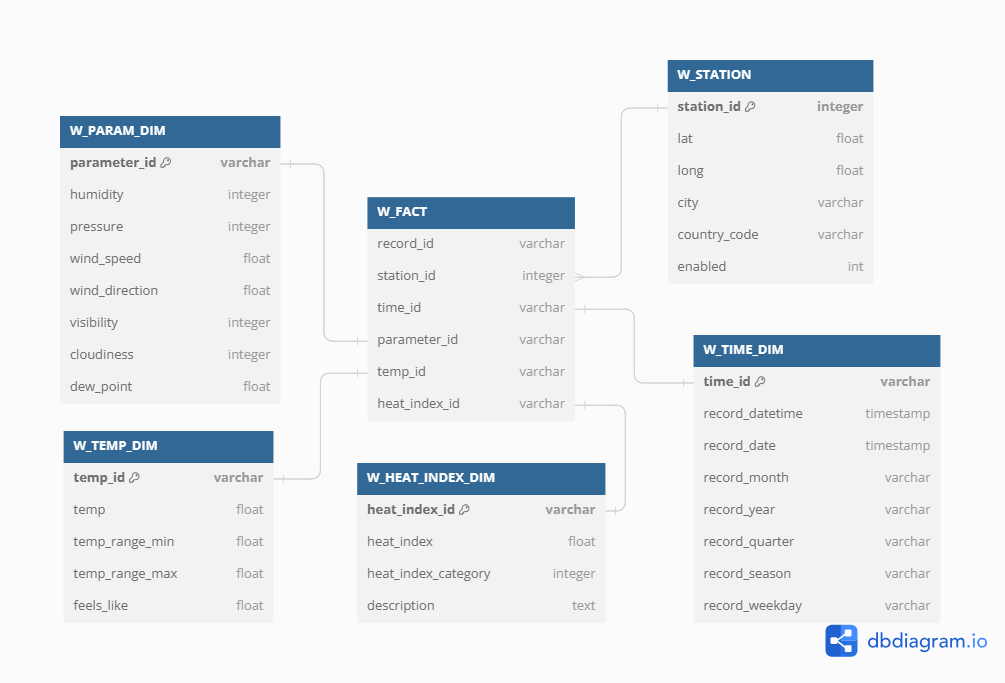 W_PARAM_DIM
parameter_id varchar
humidity integer
pressure integer
wind_speed float
wind_direction float
visibility integer
cloudiness integer
dew_point float
W_TEMP_DIM
temp_id varchar
temp float
temp_range_min float
temp_range_max float
feels_like float
W_FACT
record_id varchar
station_id integer
time_id varchar
parameter_id varchar
temp_id varchar
heat_index_id varchar
W_HEAT_INDEX_DIM
heat_index_id varchar
heat_index float
heat_index_category integer
description text
W_STATION
station_id integer
lat float
long float
city varchar
country_code varchar
enabled int
W_TIME_DIM
time_id varchar
record_datetime timestamp
record_date timestamp
record_month varchar
record_year varchar
record_quarter varchar
record_season varchar
record_weekday varchar
dbdiagram.io